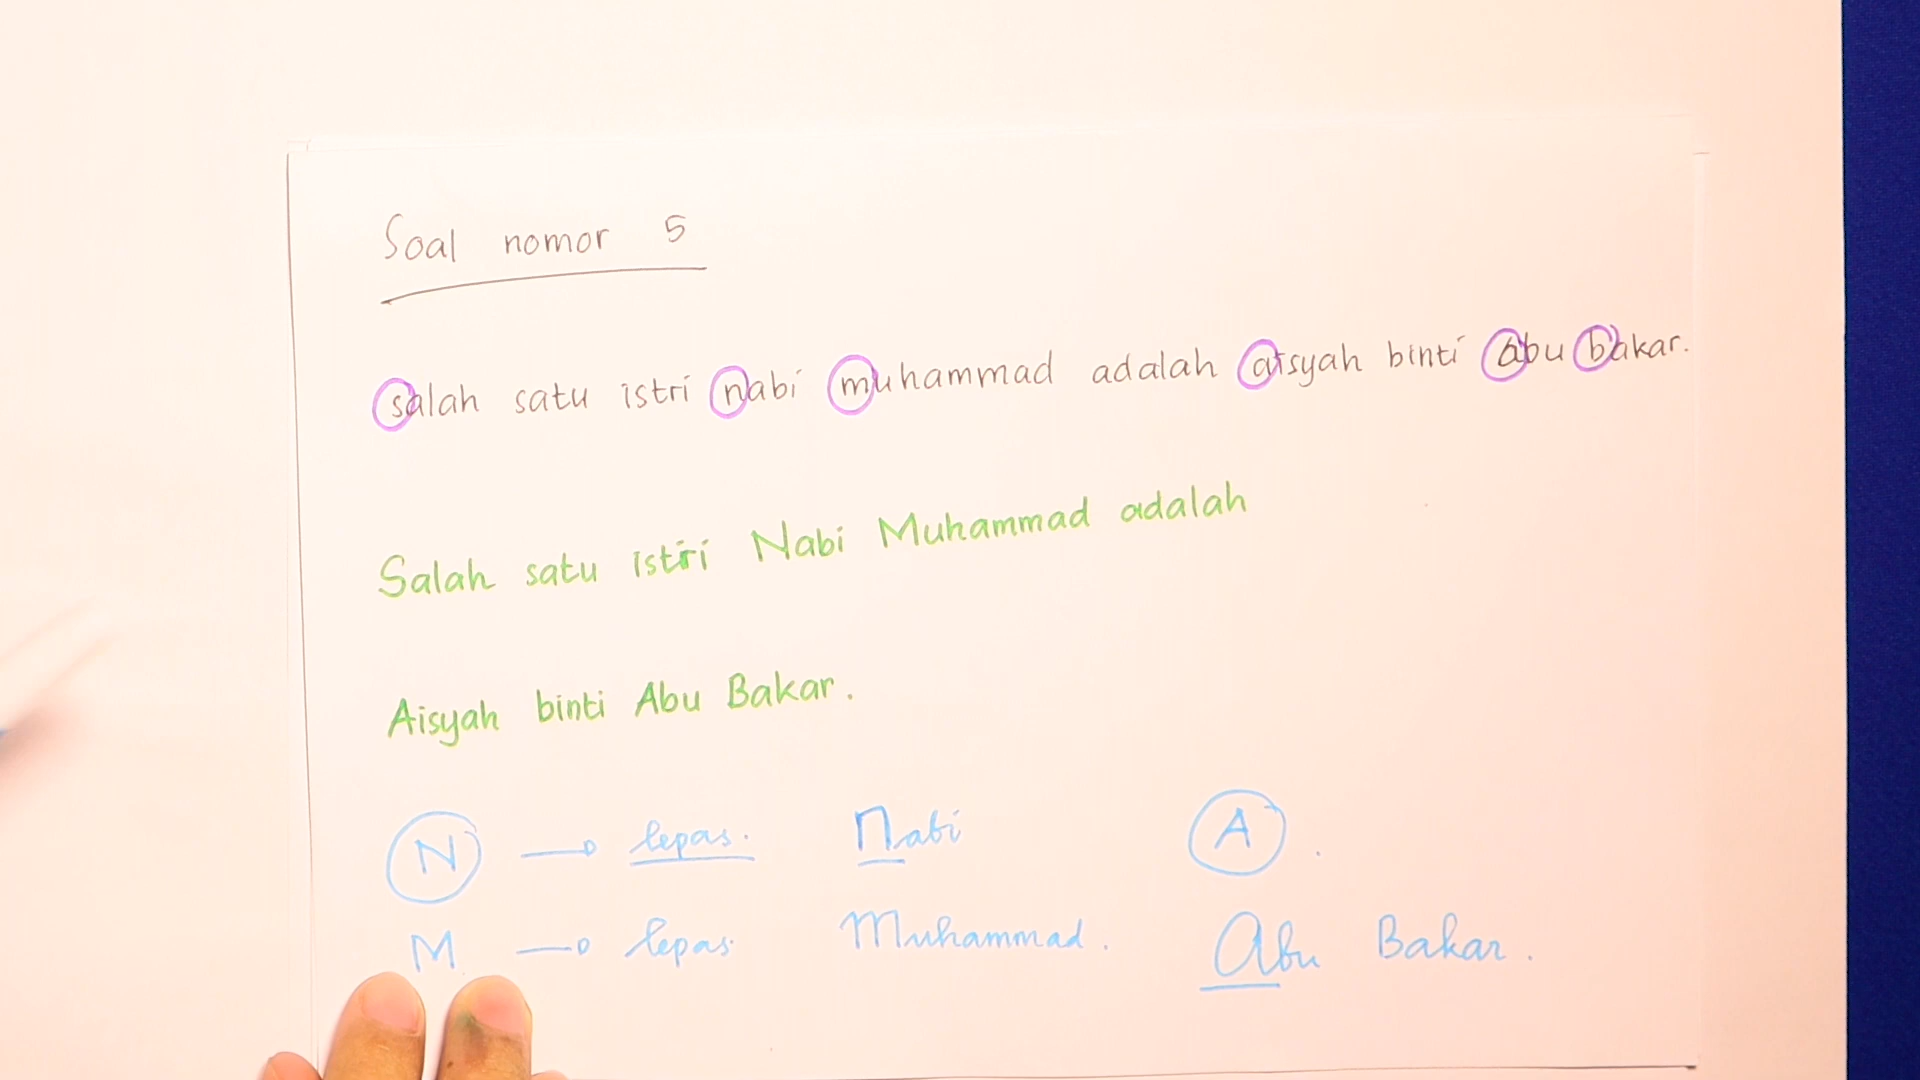 Soal nomor 5
salah satu istri nabi muhammad adalah aisyah binti abu bakar.
Salah satu istri Nabi Muhammad adalah
Aisyah binti Abu Bakar.
N → lepas. Nabi A.
M → lepas. Muhammad. Abu Bakar.